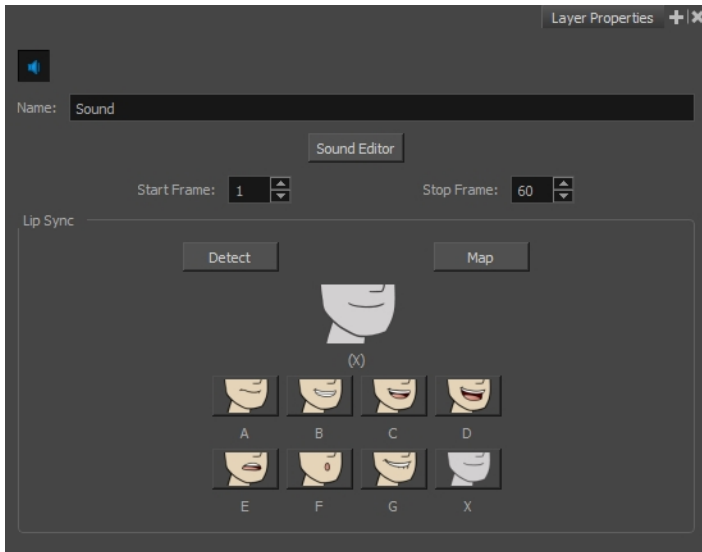 Layer Properties
Name: Sound
Sound Editor
Start Frame: 1 Stop Frame: 60
Lip Sync
Detect Map
(X)
A B C D
E F G X